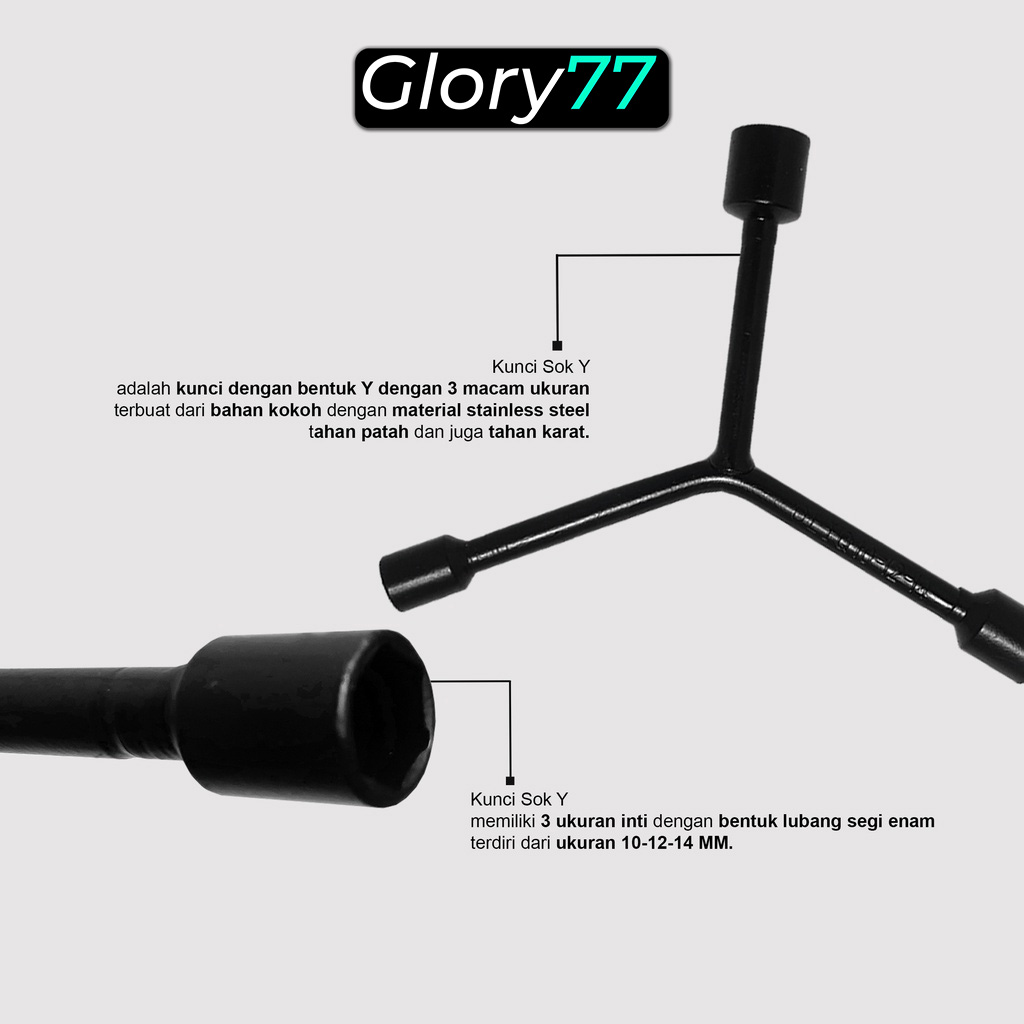 Glory77
Kunci Sok Y
adalah kunci dengan bentuk Y dengan 3 macam ukuran
terbuat dari bahan kokoh dengan material stainless steel
tahan patah dan juga tahan karat.
Kunci Sok Y
memiliki 3 ukuran inti dengan bentuk lubang segi enam
terdiri dari ukuran 10-12-14 MM.